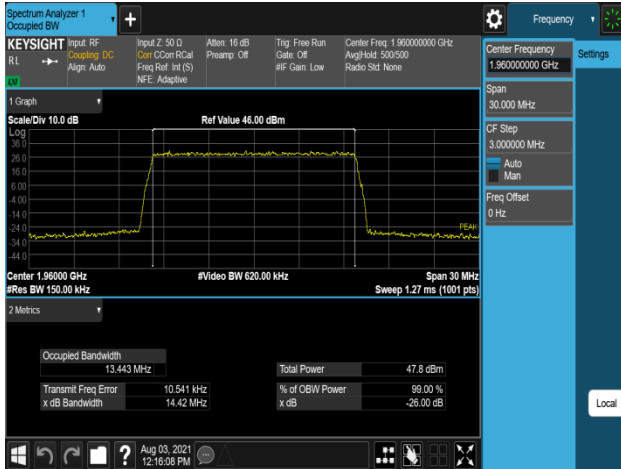 Spectrum Analyzer 1
Occupied BW
Frequency
KEYSIGHT
R L
LXI
Input: RF
Coupling: DC
Align: Auto
Input Z: 50 Ω
Corr CCorr RCal
Freq Ref: Int (S)
NFE: Adaptive
Atten: 16 dB
Preamp: Off
Trig: Free Run
Gate: Off
#IF Gain: Low
Center Freq: 1.960000000 GHz
Avg|Hold: 500/500
Radio Std: None
Center Frequency
1.960000000 GHz
Settings
Span
30.000 MHz
CF Step
3.000000 MHz
Auto
Man
Freq Offset
0 Hz
Local
1 Graph
Scale/Div 10.0 dB
Ref Value 46.00 dBm
Log
36.0
26.0
16.0
6.00
-4.00
-14.0
-24.0
-34.0
-44.0
PEAK
Center 1.96000 GHz
#Video BW 620.00 kHz
Span 30 MHz
#Res BW 150.00 kHz
Sweep 1.27 ms (1001 pts)
2 Metrics
Occupied Bandwidth
13.443 MHz
Total Power 47.8 dBm
Transmit Freq Error 10.541 kHz
% of OBW Power 99.00 %
x dB Bandwidth 14.42 MHz
x dB -26.00 dB
?
Aug 03, 2021
12:16:08 PM